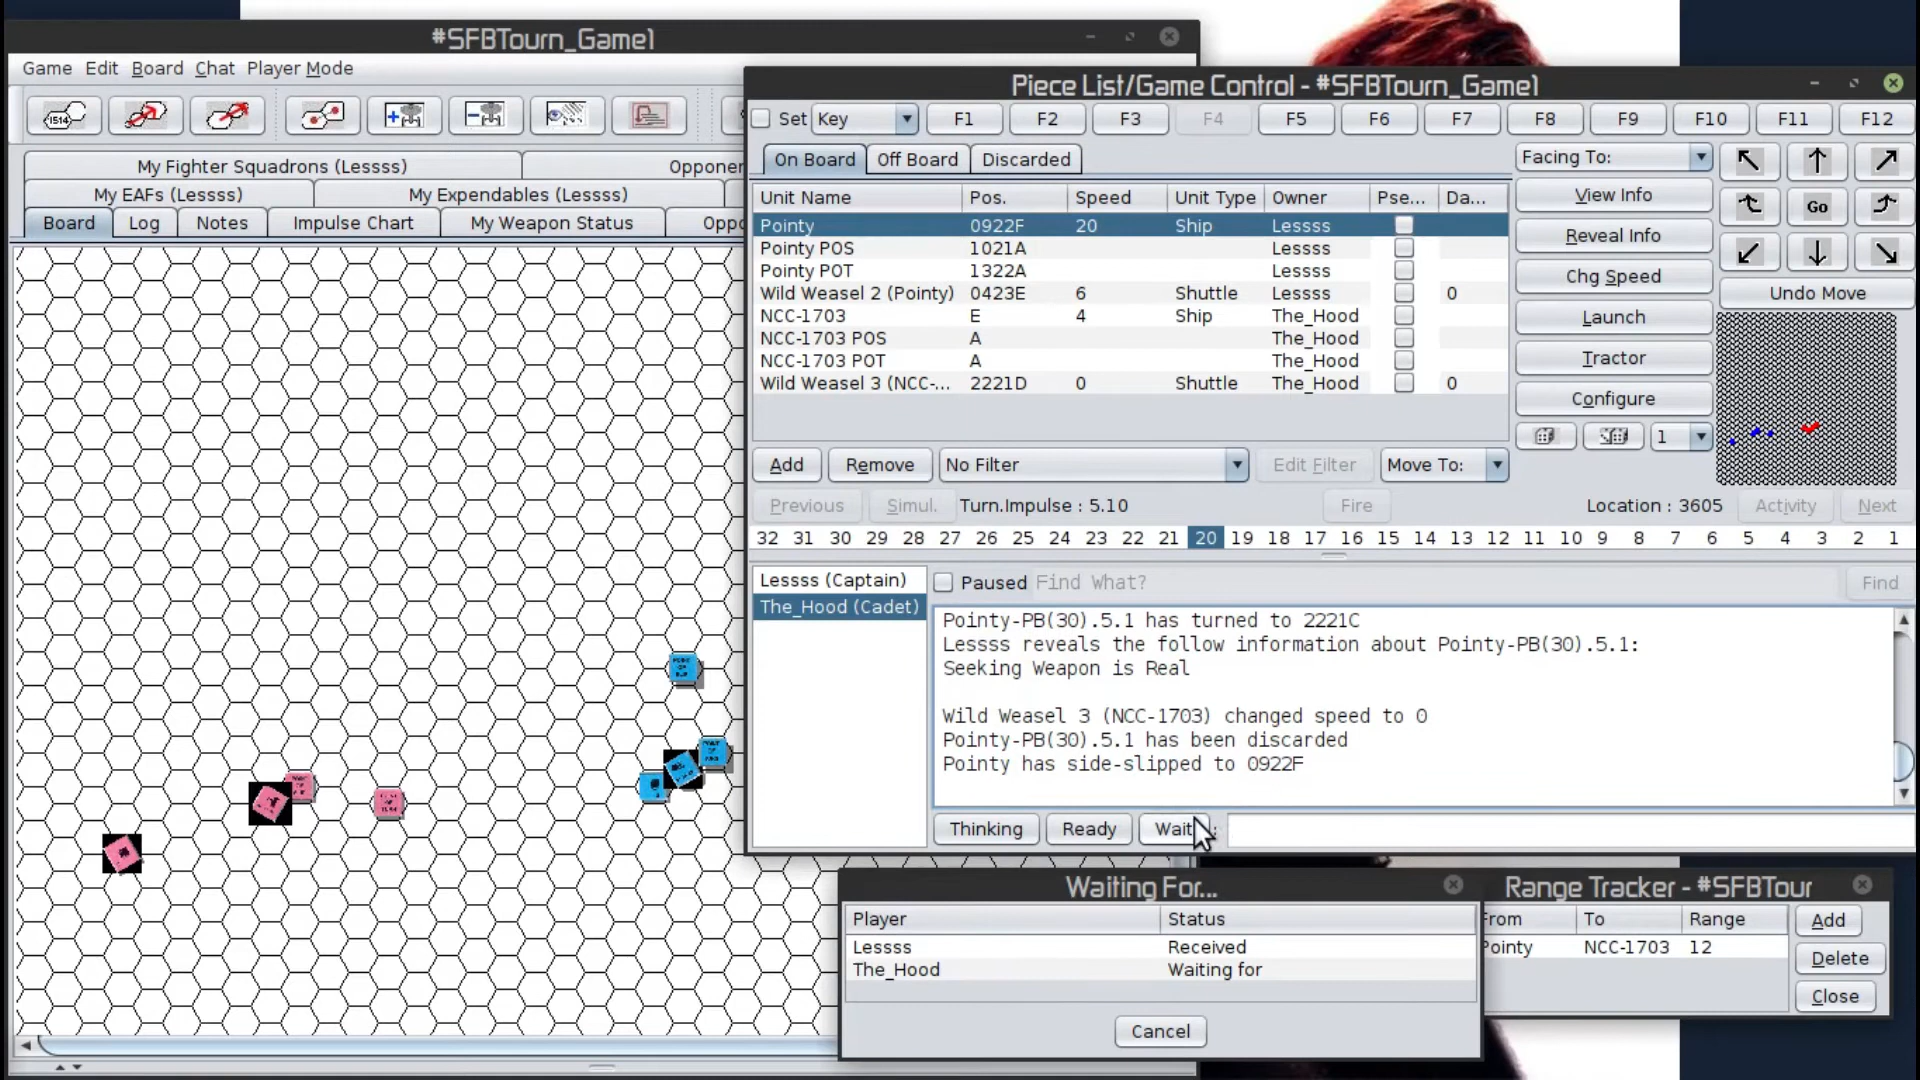 #SFBTourn_Game1
Game Edit Board Chat Player Mode
1514
My Fighter Squadrons (Lessss) Oppone
My EAFs (Lessss) My Expendables (Lessss)
Board Log Notes Impulse Chart My Weapon Status Oppo
Piece List/Game Control - #SFBTourn_Game1
Set Key F1 F2 F3 F4 F5 F6 F7 F8 F9 F10 F11 F12
On Board Off Board Discarded
Facing To:
Unit Name Pos. Speed Unit Type Owner Pse... Da...
Pointy 0922F 20 Ship Lessss
Pointy POS 1021A Lessss
Pointy POT 1322A Lessss
Wild Weasel 2 (Pointy) 0423E 6 Shuttle Lessss 0
NCC-1703 E 4 Ship The_Hood
NCC-1703 POS A The_Hood
NCC-1703 POT A The_Hood
Wild Weasel 3 (NCC-... 2221D 0 Shuttle The_Hood 0
View Info
Reveal Info
Chg Speed
Launch
Tractor
Configure
1
Go
Undo Move
Add Remove No Filter Edit Filter Move To:
Previous Simul. Turn.Impulse : 5.10 Fire Location : 3605 Activity Next
32 31 30 29 28 27 26 25 24 23 22 21 20 19 18 17 16 15 14 13 12 11 10 9 8 7 6 5 4 3 2 1
Lessss (Captain)
The_Hood (Cadet)
Paused Find What? Find
Pointy-PB(30).5.1 has turned to 2221C
Lessss reveals the follow information about Pointy-PB(30).5.1:
Seeking Weapon is Real
Wild Weasel 3 (NCC-1703) changed speed to 0
Pointy-PB(30).5.1 has been discarded
Pointy has side-slipped to 0922F
Thinking Ready Wait :
Waiting For...
Player Status
Lessss Received
The_Hood Waiting for
Cancel
Range Tracker - #SFBTour
From To Range
Pointy NCC-1703 12
Add
Delete
Close